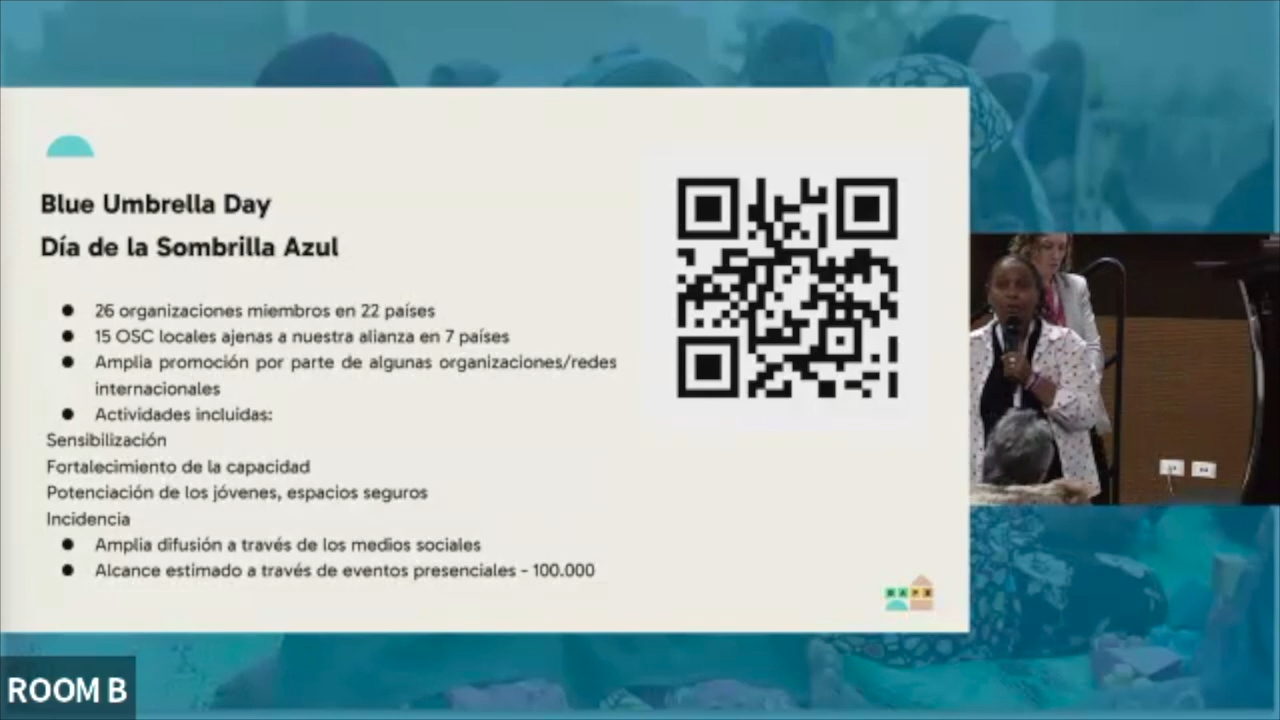 Blue Umbrella Day
Día de la Sombrilla Azul
● 26 organizaciones miembros en 22 países
● 15 OSC locales ajenas a nuestra alianza en 7 países
● Amplia promoción por parte de algunas organizaciones/redes
internacionales
● Actividades incluidas:
Sensibilización
Fortalecimiento de la capacidad
Potenciación de los jóvenes, espacios seguros
Incidencia
● Amplia difusión a través de los medios sociales
● Alcance estimado a través de eventos presenciales - 100.000
ROOM B